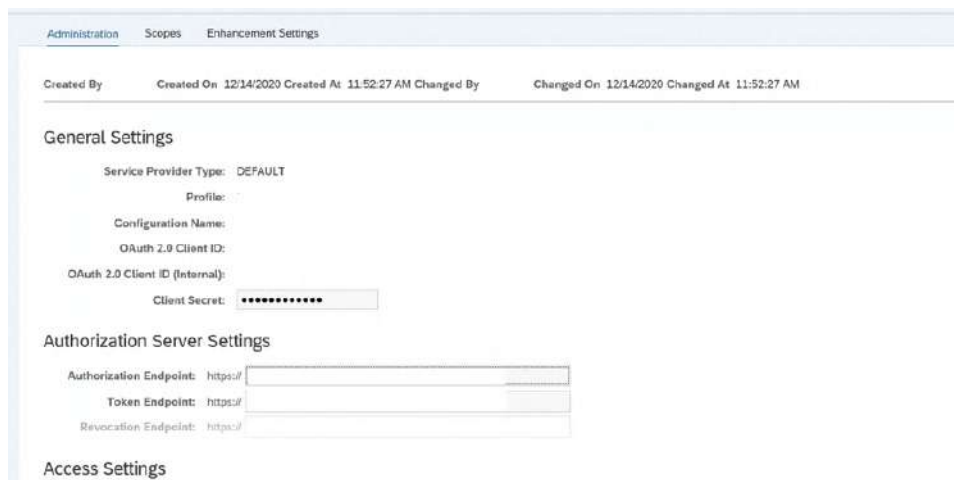 Administration Scopes Enhancement Settings
Created By Created On 12/14/2020 Created At 11:52:27 AM Changed By Changed On 12/14/2020 Changed At 11:52:27 AM
General Settings
Service Provider Type: DEFAULT
Profile:
Configuration Name:
OAuth 2.0 Client ID:
OAuth 2.0 Client ID (Internal):
Client Secret: ••••••••••••
Authorization Server Settings
Authorization Endpoint: https://
Token Endpoint: https://
Revocation Endpoint: https://
Access Settings